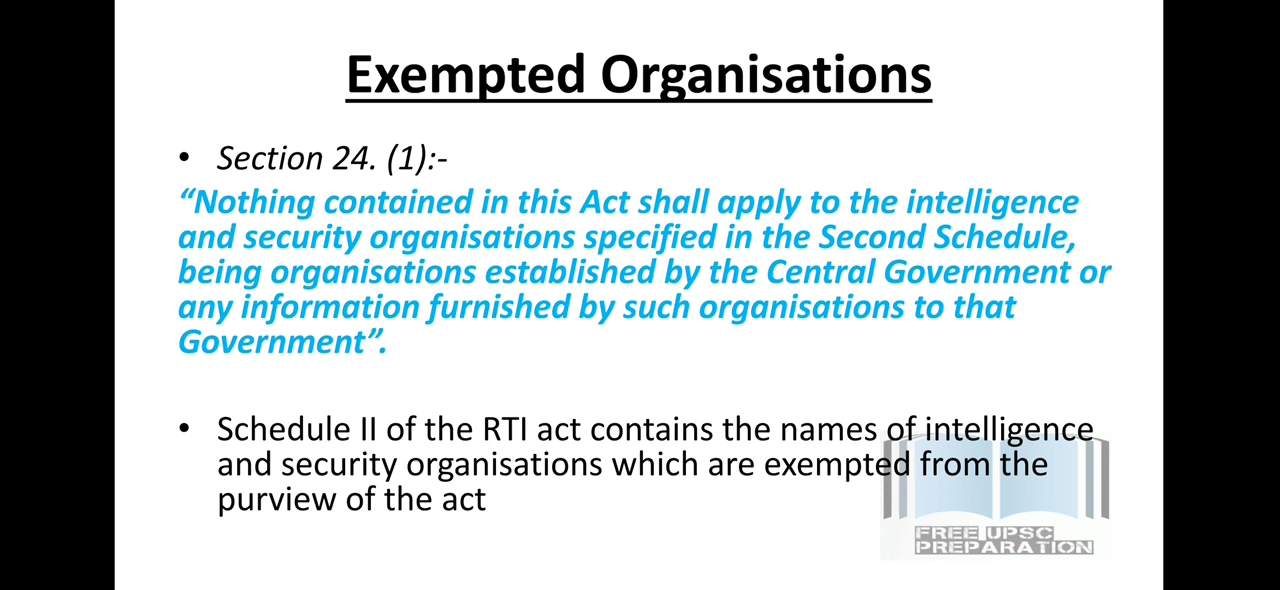 Exempted Organisations
• Section 24. (1):-
“Nothing contained in this Act shall apply to the intelligence
and security organisations specified in the Second Schedule,
being organisations established by the Central Government or
any information furnished by such organisations to that
Government”.
• Schedule II of the RTI act contains the names of intelligence
and security organisations which are exempted from the
purview of the act
FREE UPSC
PREPARATION